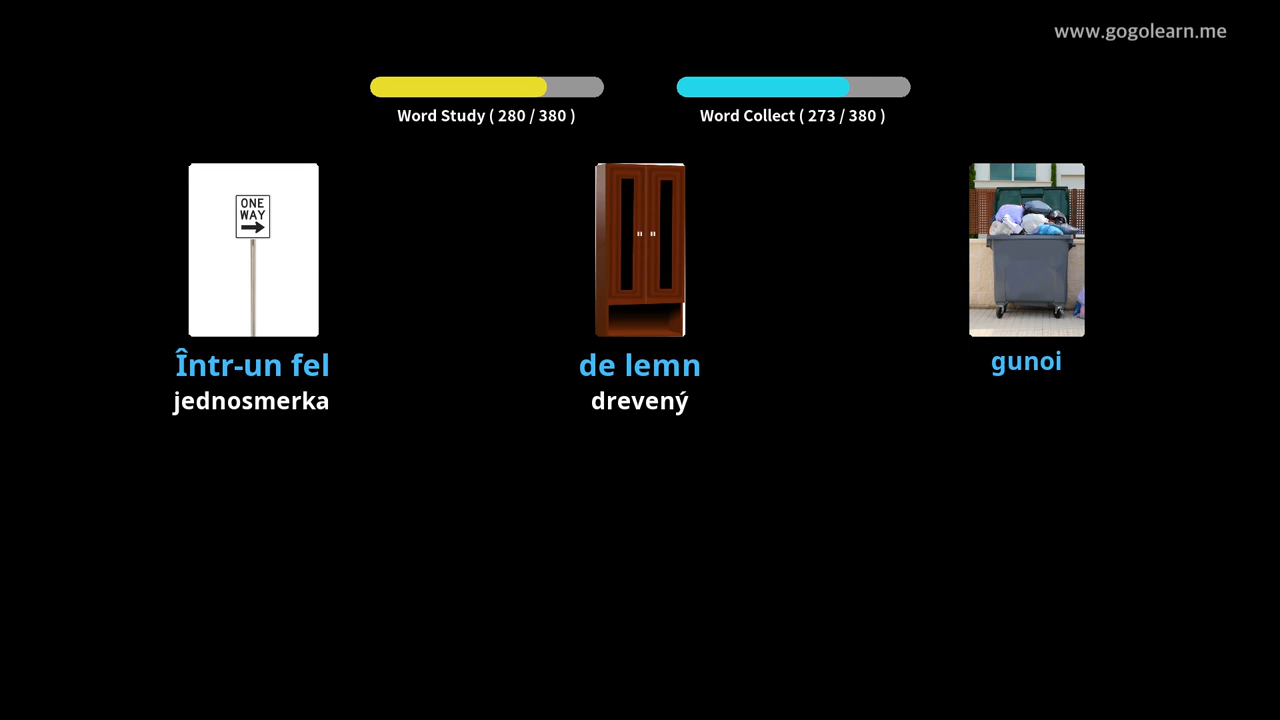 www.gogolearn.me
Word Study ( 280 / 380 )
Word Collect ( 273 / 380 )
ONE
WAY
Într-un fel
jednosmerka
de lemn
drevený
gunoi